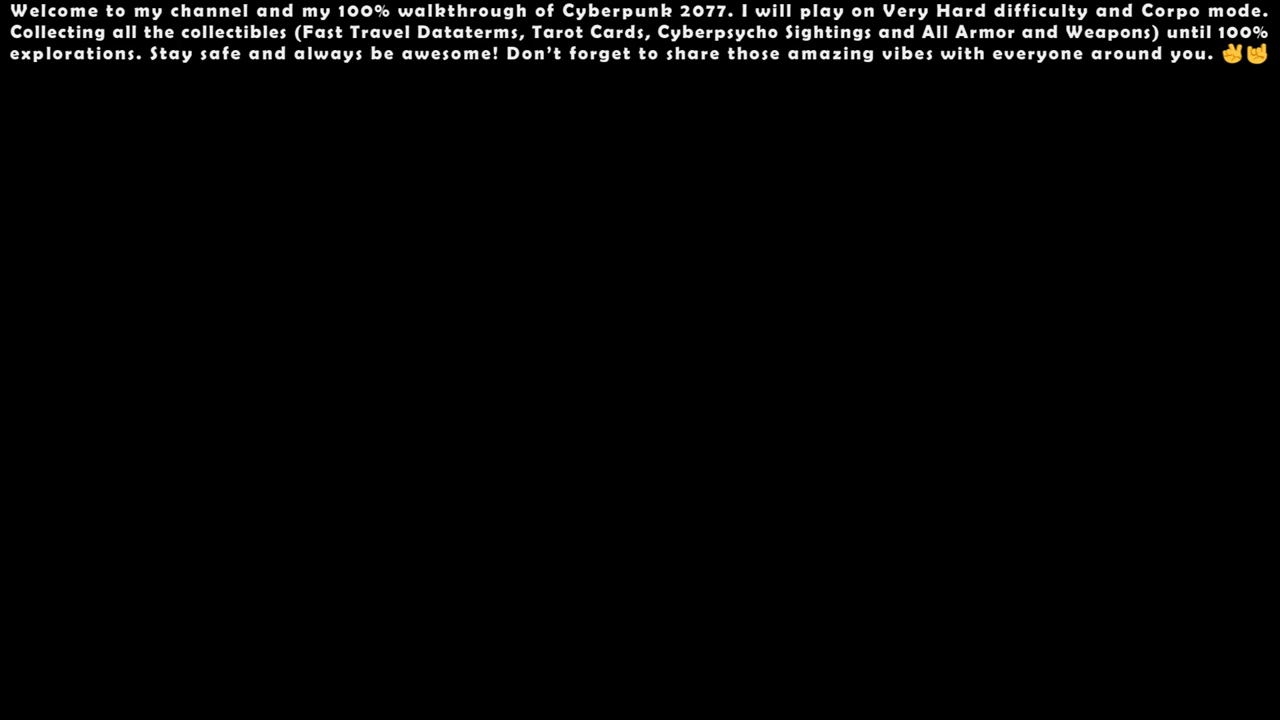 Welcome to my channel and my 100% walkthrough of Cyberpunk 2077. I will play on Very Hard difficulty and Corpo mode.
Collecting all the collectibles (Fast Travel Dataterms, Tarot Cards, Cyberpsycho Sightings and All Armor and Weapons) until 100%
explorations. Stay safe and always be awesome! Don’t forget to share those amazing vibes with everyone around you. ✌🤘